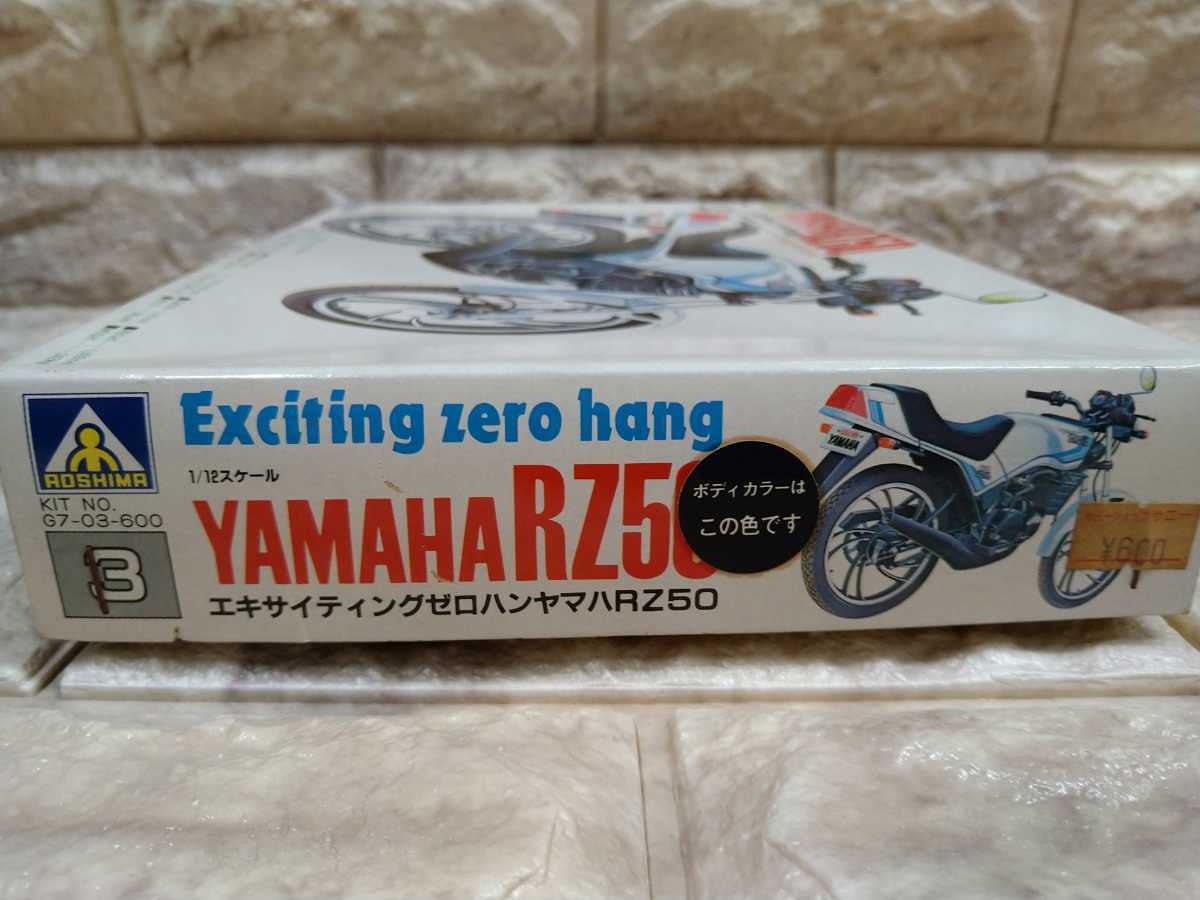 Exciting zero hang
1/12スケール
YAMAHA RZ50
エキサイティングゼロハンヤマハRZ50
AOSHIMA
KIT NO.
G7-03-600
3
ボディカラーは
この色です
YAMAHA
¥600